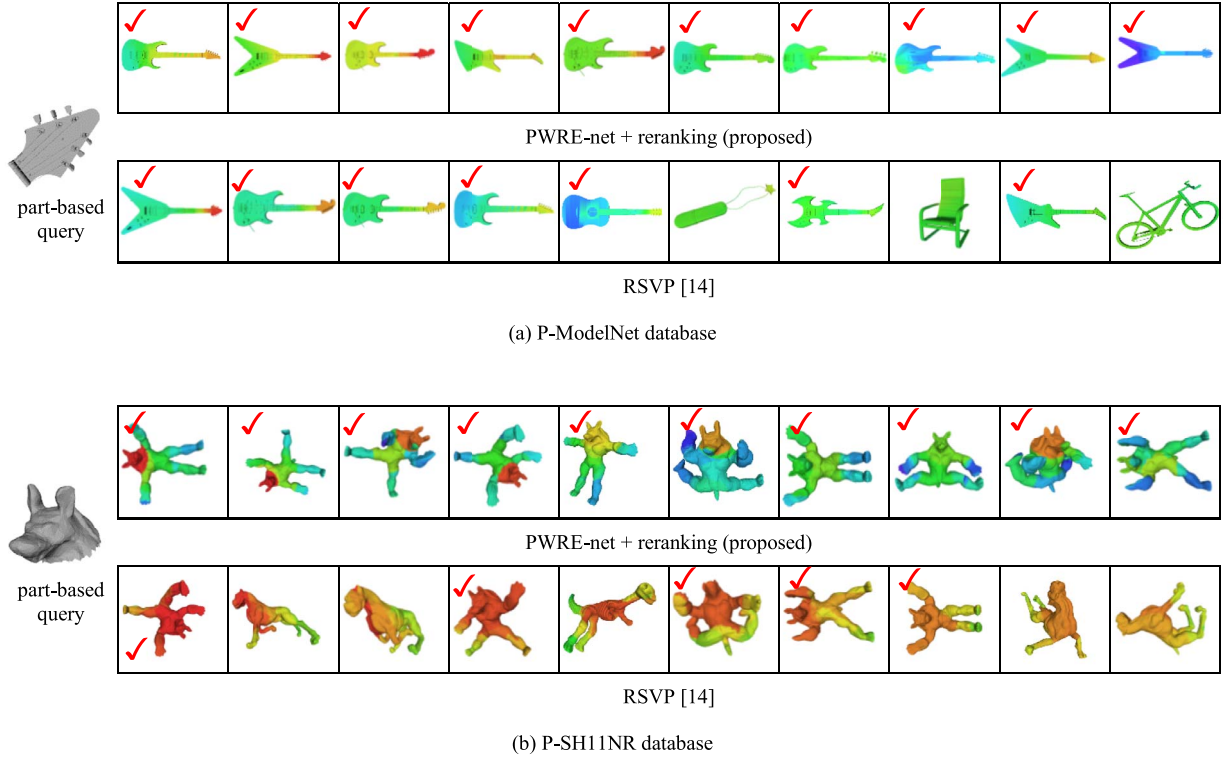 PWRE-net + reranking (proposed)
part-based
query
RSVP [14]
(a) P-ModelNet database
PWRE-net + reranking (proposed)
part-based
query
RSVP [14]
(b) P-SH11NR database